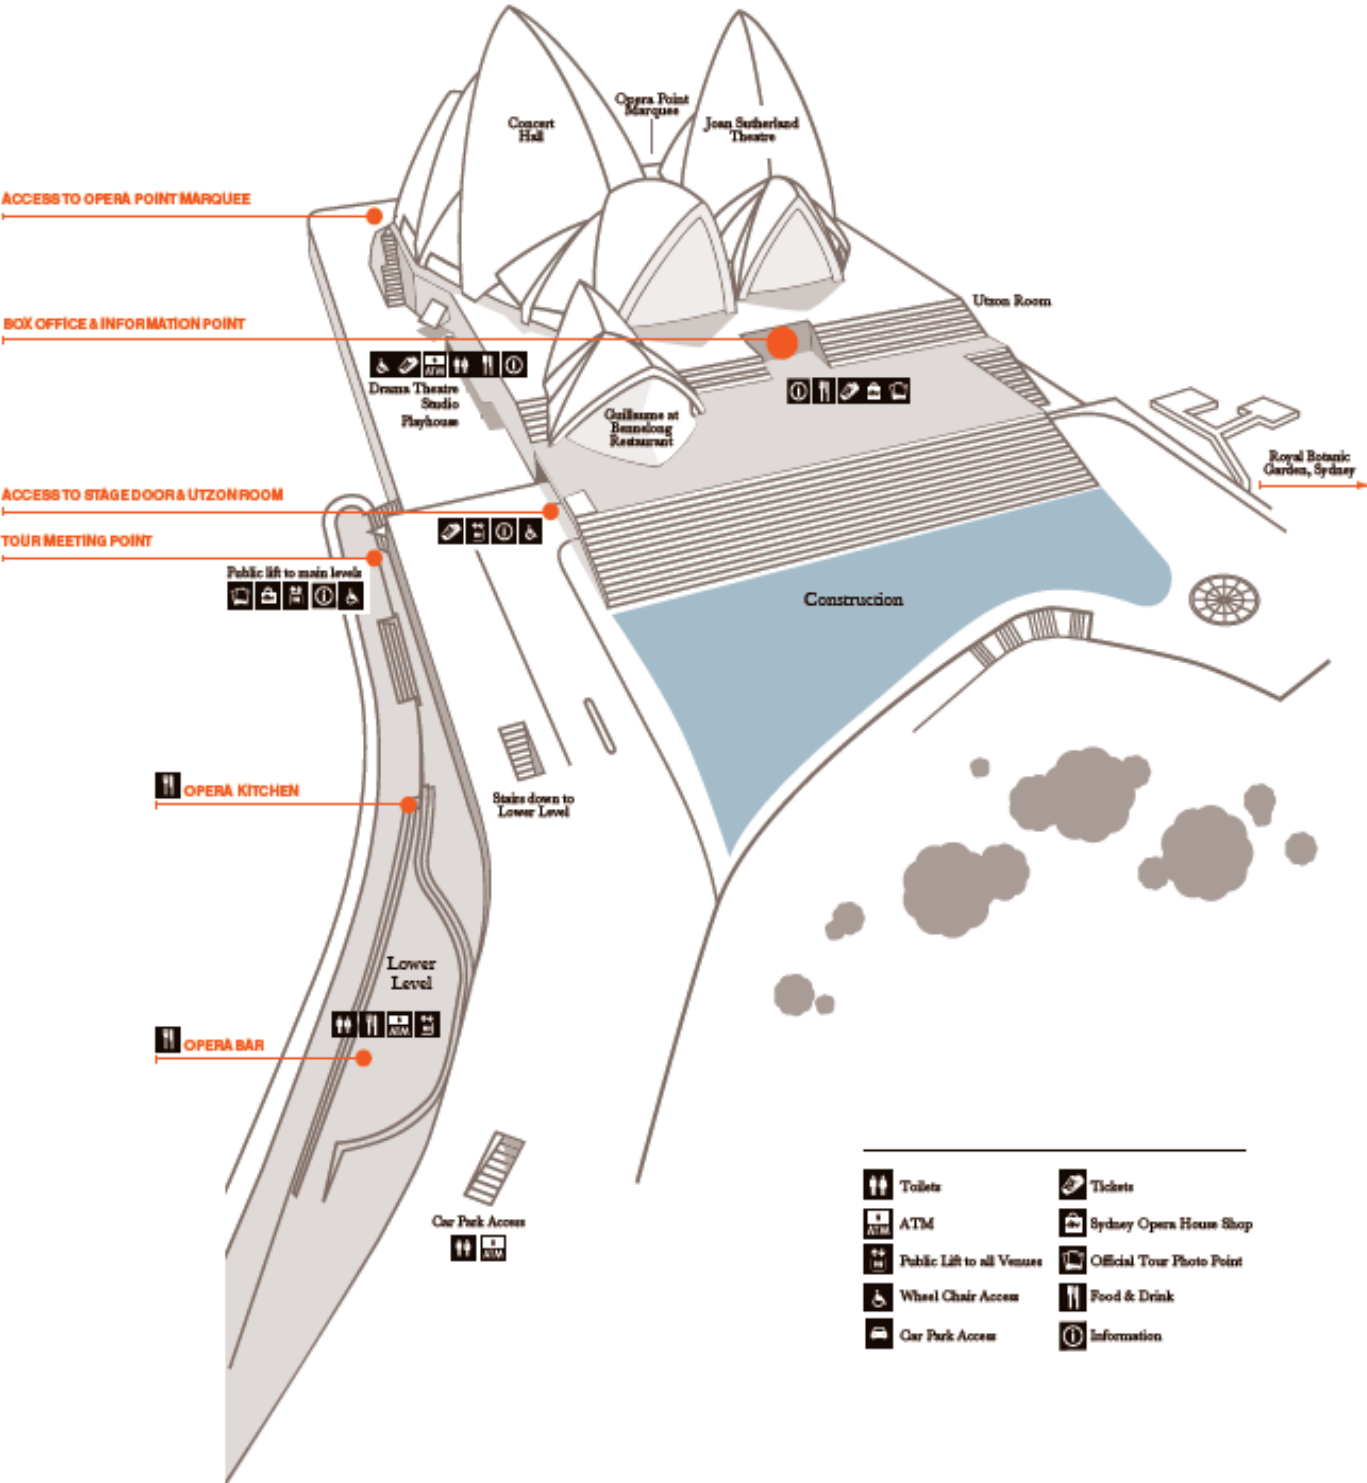 Concert
Hall
Opera Point
Marquee
Joan Sutherland
Theatre
ACCESS TO OPERA POINT MARQUEE
Utzon Room
BOX OFFICE & INFORMATION POINT
ATM
Drama Theatre
Studio
Playhouse
Guillaume at
Bennelong
Restaurant
Royal Botanic
Garden, Sydney
ACCESS TO STAGE DOOR & UTZON ROOM
TOUR MEETING POINT
Public lift to main levels
Construction
OPERA KITCHEN
Stairs down to
Lower Level
Lower
Level
ATM
OPERA BAR
Car Park Access
ATM
Toilets
Tickets
ATM
ATM
Sydney Opera House Shop
Public Lift to all Venues
Official Tour Photo Point
Wheel Chair Access
Food & Drink
Car Park Access
Information